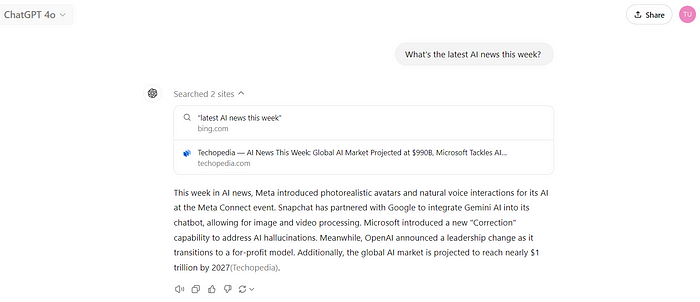 ChatGPT 4o
Share
TU
What's the latest AI news this week?
Searched 2 sites
"latest AI news this week"
bing.com
Techopedia — AI News This Week: Global AI Market Projected at $990B, Microsoft Tackles AI...
techopedia.com
This week in AI news, Meta introduced photorealistic avatars and natural voice interactions for its AI
at the Meta Connect event. Snapchat has partnered with Google to integrate Gemini AI into its
chatbot, allowing for image and video processing. Microsoft introduced a new "Correction"
capability to address AI hallucinations. Meanwhile, OpenAI announced a leadership change as it
transitions to a for-profit model. Additionally, the global AI market is projected to reach nearly $1
trillion by 2027(Techopedia).